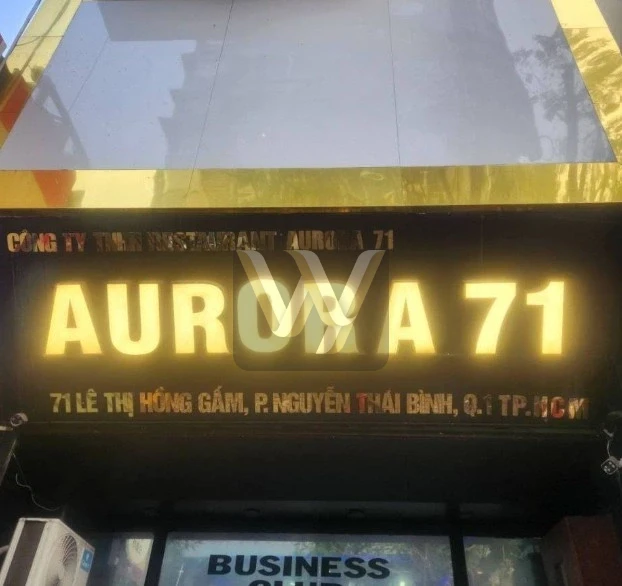 CÔNG TY TNHH RESTAURANT AURORA 71
AURORA 71
71 LÊ THỊ HỒNG GẤM, P. NGUYỄN THÁI BÌNH, Q.1 TP.HCM
BUSINESS
CLUB